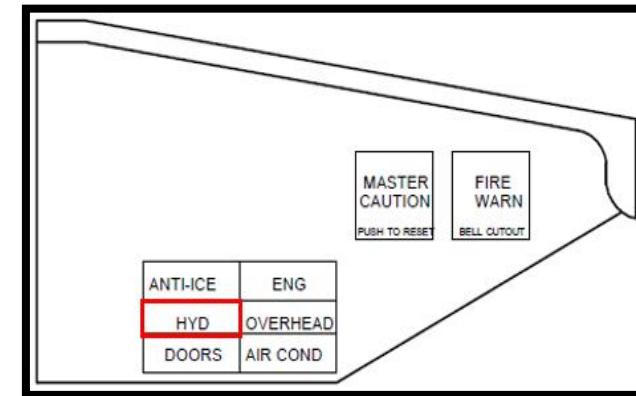 MASTER CAUTION
PUSH TO RESET
FIRE WARN
BELL CUTOUT
ANTI-ICE ENG
HYD OVERHEAD
DOORS AIR COND